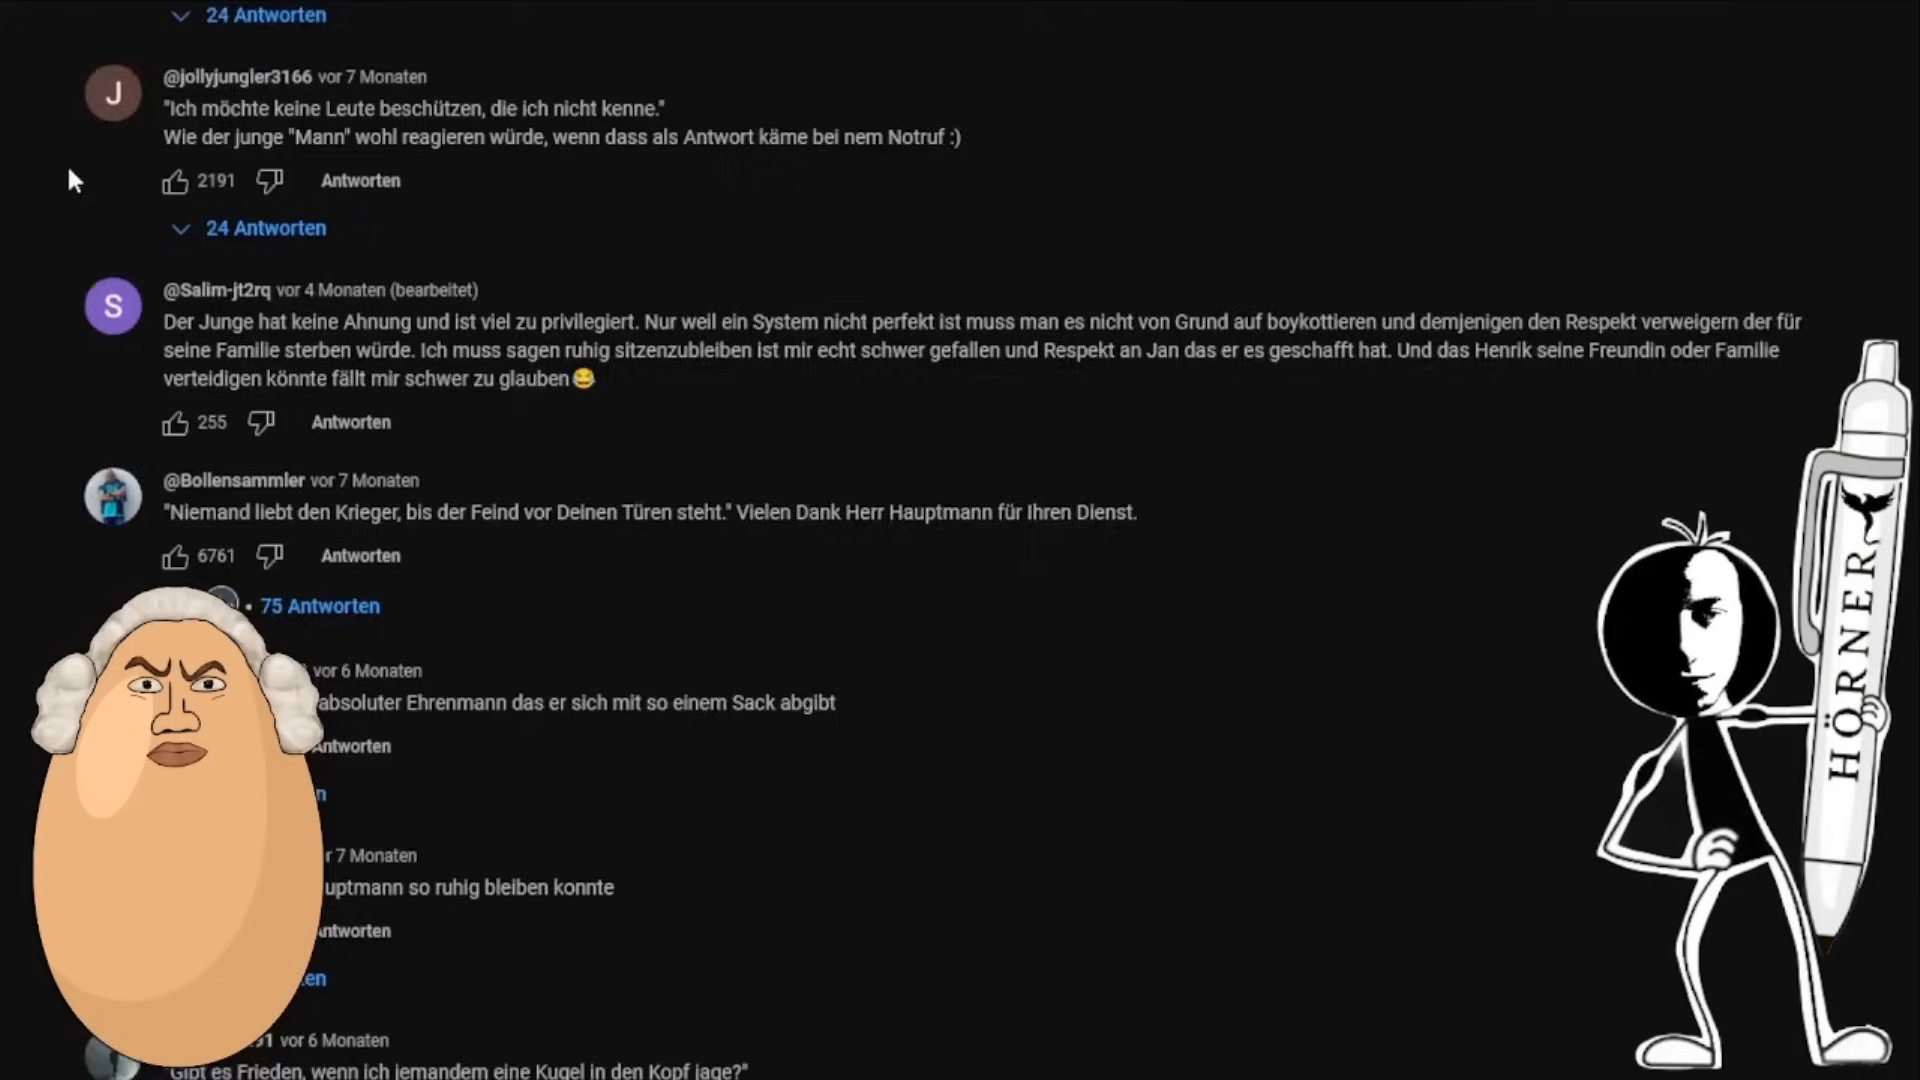 24 Antworten
J
@jollyjungler3166 vor 7 Monaten
"Ich möchte keine Leute beschützen, die ich nicht kenne."
Wie der junge "Mann" wohl reagieren würde, wenn dass als Antwort käme bei nem Notruf :)
2191 Antworten
24 Antworten
S
@Salim-jt2rq vor 4 Monaten (bearbeitet)
Der Junge hat keine Ahnung und ist viel zu privilegiert. Nur weil ein System nicht perfekt ist muss man es nicht von Grund auf boykottieren und demjenigen den Respekt verweigern der für
seine Familie sterben würde. Ich muss sagen ruhig sitzenzubleiben ist mir echt schwer gefallen und Respekt an Jan das er es geschafft hat. Und das Henrik seine Freundin oder Familie
verteidigen könnte fällt mir schwer zu glauben😂
255 Antworten
@Bollensammler vor 7 Monaten
"Niemand liebt den Krieger, bis der Feind vor Deinen Türen steht." Vielen Dank Herr Hauptmann für Ihren Dienst.
6761 Antworten
• 75 Antworten
vor 6 Monaten
absoluter Ehrenmann das er sich mit so einem Sack abgibt
Antworten
n
r 7 Monaten
uptmann so ruhig bleiben konnte
Antworten
en
91 vor 6 Monaten
"Gibt es Frieden, wenn ich jemandem eine Kugel in den Kopf jage?"
HÖRNER